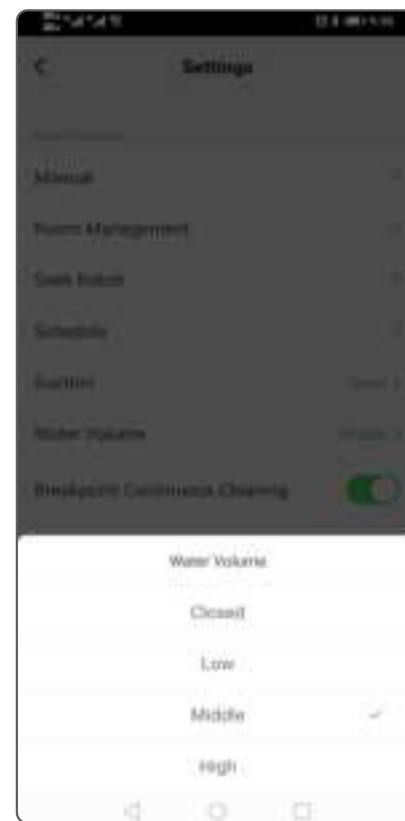 Settings
Manual
Room Management
Seek Robot
Schedule
Suction
Water Volume
Breakpoint Continuous Cleaning
Water Volume
Closed
Low
Middle
High